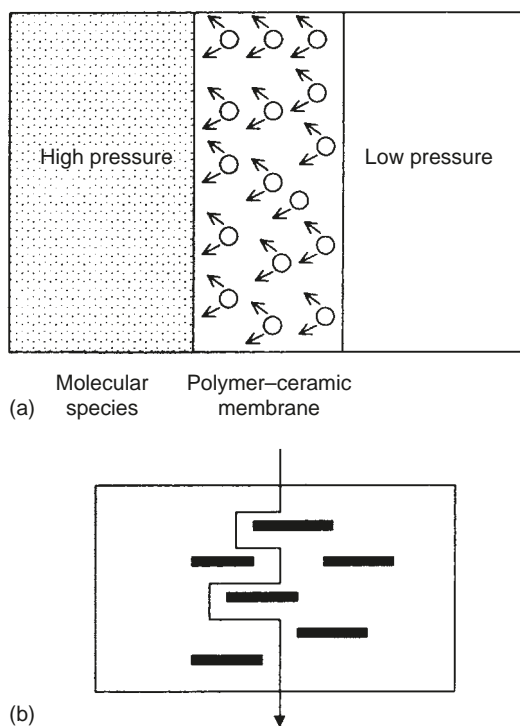 High pressure
Low pressure
Molecular species
Polymer–ceramic membrane
(a)
(b)